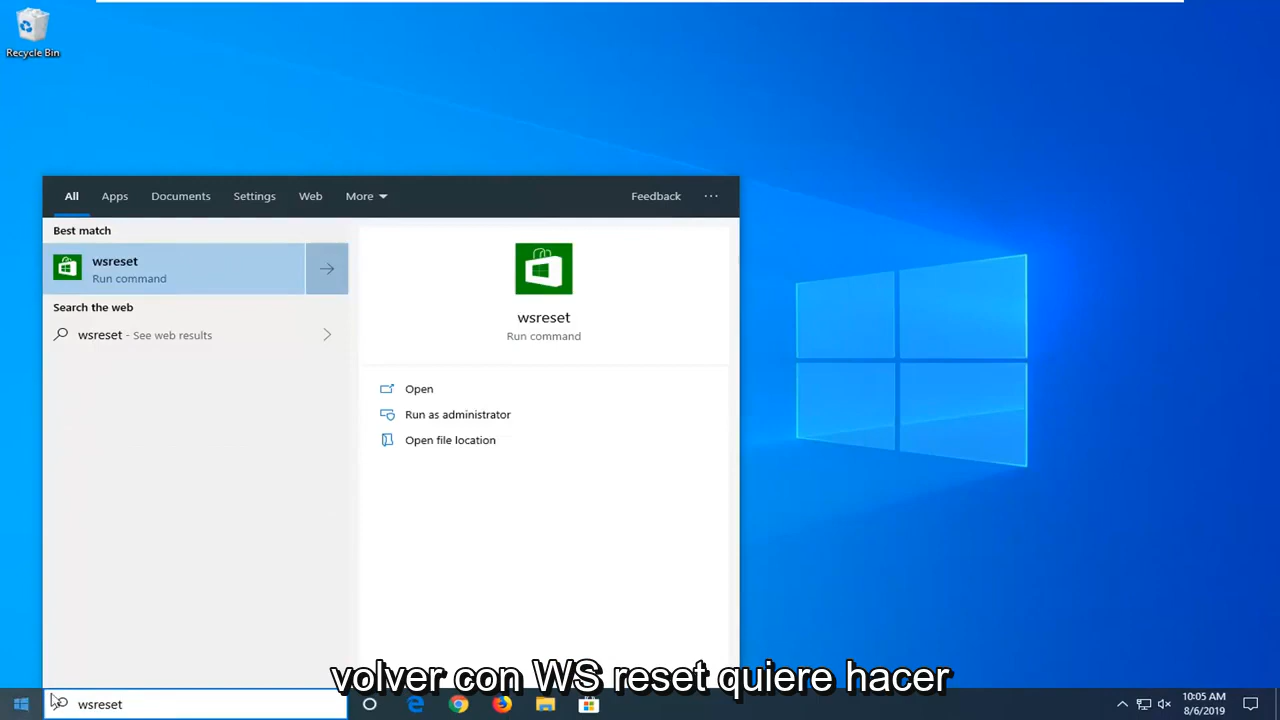 Recycle Bin
All Apps Documents Settings Web More Feedback ...
Best match
wsreset
Run command
Search the web
wsreset - See web results
wsreset
Run command
Open
Run as administrator
Open file location
volver con WS reset quiere hacer
wsreset
10:05 AM
8/6/2019